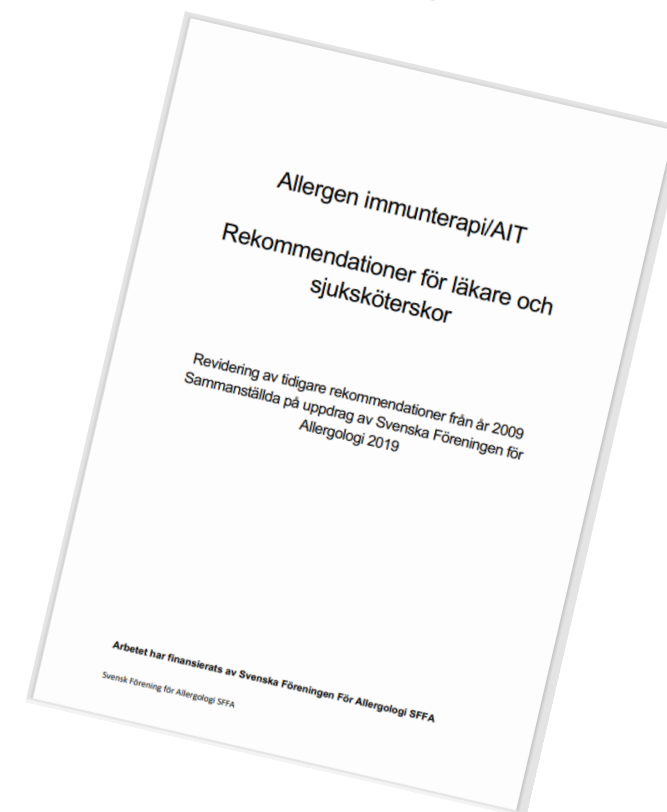 Allergen immunterapi/AIT
Rekommendationer för läkare och
sjuksköterskor
Revidering av tidigare rekommendationer från år 2009
Sammanställda på uppdrag av Svenska Föreningen för
Allergologi 2019
Arbetet har finansierats av Svenska Föreningen För Allergologi SFFA
Svensk Förening för Allergologi SFFA